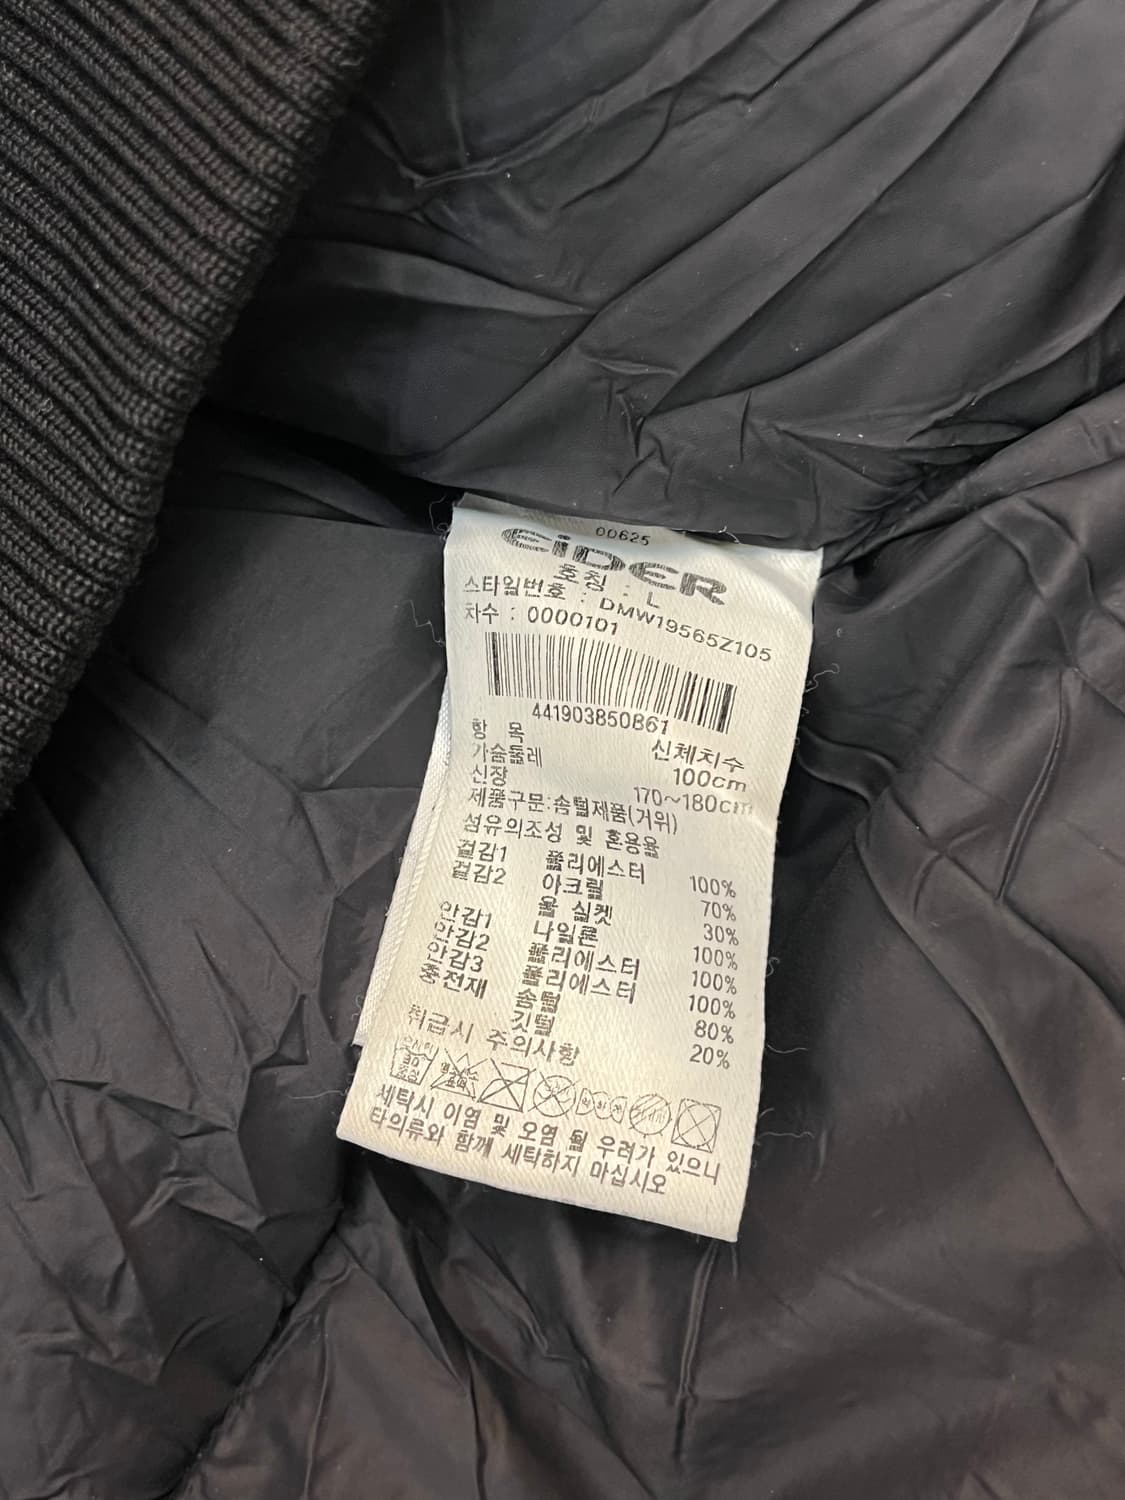 00625
EiDER
호칭 : L
스타일번호 : DMW19565Z105
차수 : 0000101
441903850861
항 목 신체치수
가슴둘레 100cm
신장 170~180cm
제품구문:솜털제품(거위)
섬유의조성 및 혼용율
겉감1 폴리에스터 100%
겉감2 아크릴 70%
울 실켓 30%
안감1 나일론 100%
안감2 폴리에스터 100%
안감3 폴리에스터 100%
충전재 솜털 80%
깃털 20%
취급시 주의사항
세탁시 이염 및 오염 될 우려가 있으니
타의류와 함께 세탁하지 마십시오